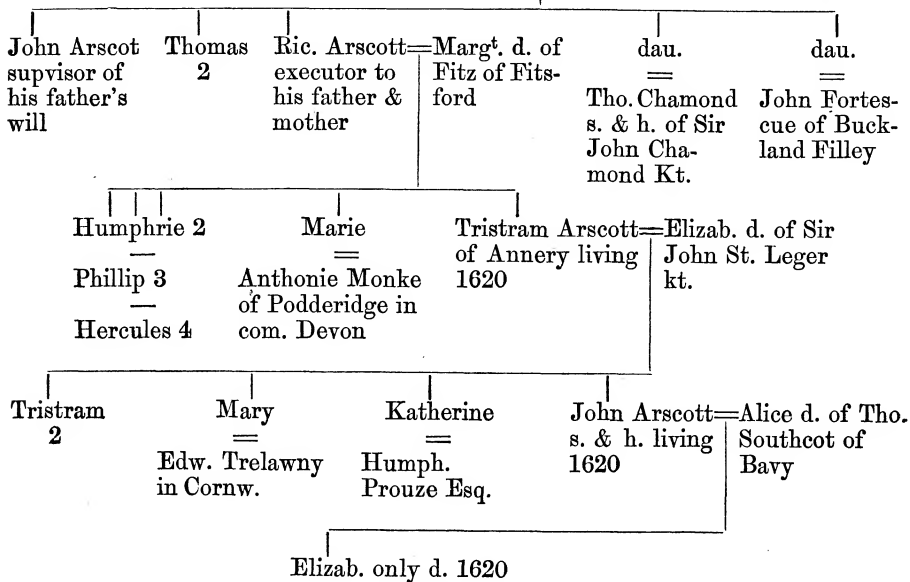 John Arscot
supvisor of
his father's
will
Thomas
2
Ric. Arscott=Margt. d. of
executor to Fitz of Fits-
his father & ford
mother
dau.
=
Tho. Chamond
s. & h. of Sir
John Cha-
mond Kt.
dau.
=
John Fortes-
cue of Buck-
land Filley
Humphrie 2
—
Phillip 3
—
Hercules 4
Marie
=
Anthonie Monke
of Podderidge in
com. Devon
Tristram Arscott=Elizab. d. of Sir
of Annery living John St. Leger
1620 kt.
Tristram
2
Mary
=
Edw. Trelawny
in Cornw.
Katherine
=
Humph.
Prouze Esq.
John Arscott=Alice d. of Tho.
s. & h. living Southcot of
1620 Bavy
Elizab. only d. 1620